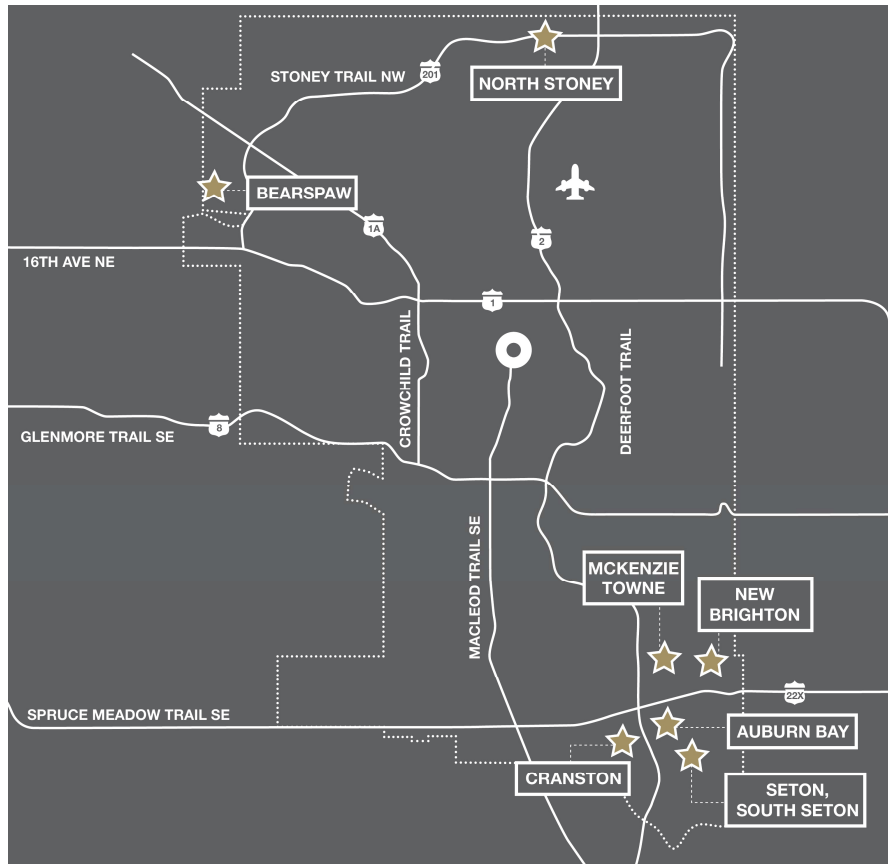 STONEY TRAIL NW
201
NORTH STONEY
BEARSPAW
1A
2
16TH AVE NE
1
CROWCHILD TRAIL
DEERFOOT TRAIL
8
GLENMORE TRAIL SE
MACLEOD TRAIL SE
MCKENZIE
TOWNE
NEW
BRIGHTON
22X
SPRUCE MEADOW TRAIL SE
AUBURN BAY
CRANSTON
SETON,
SOUTH SETON